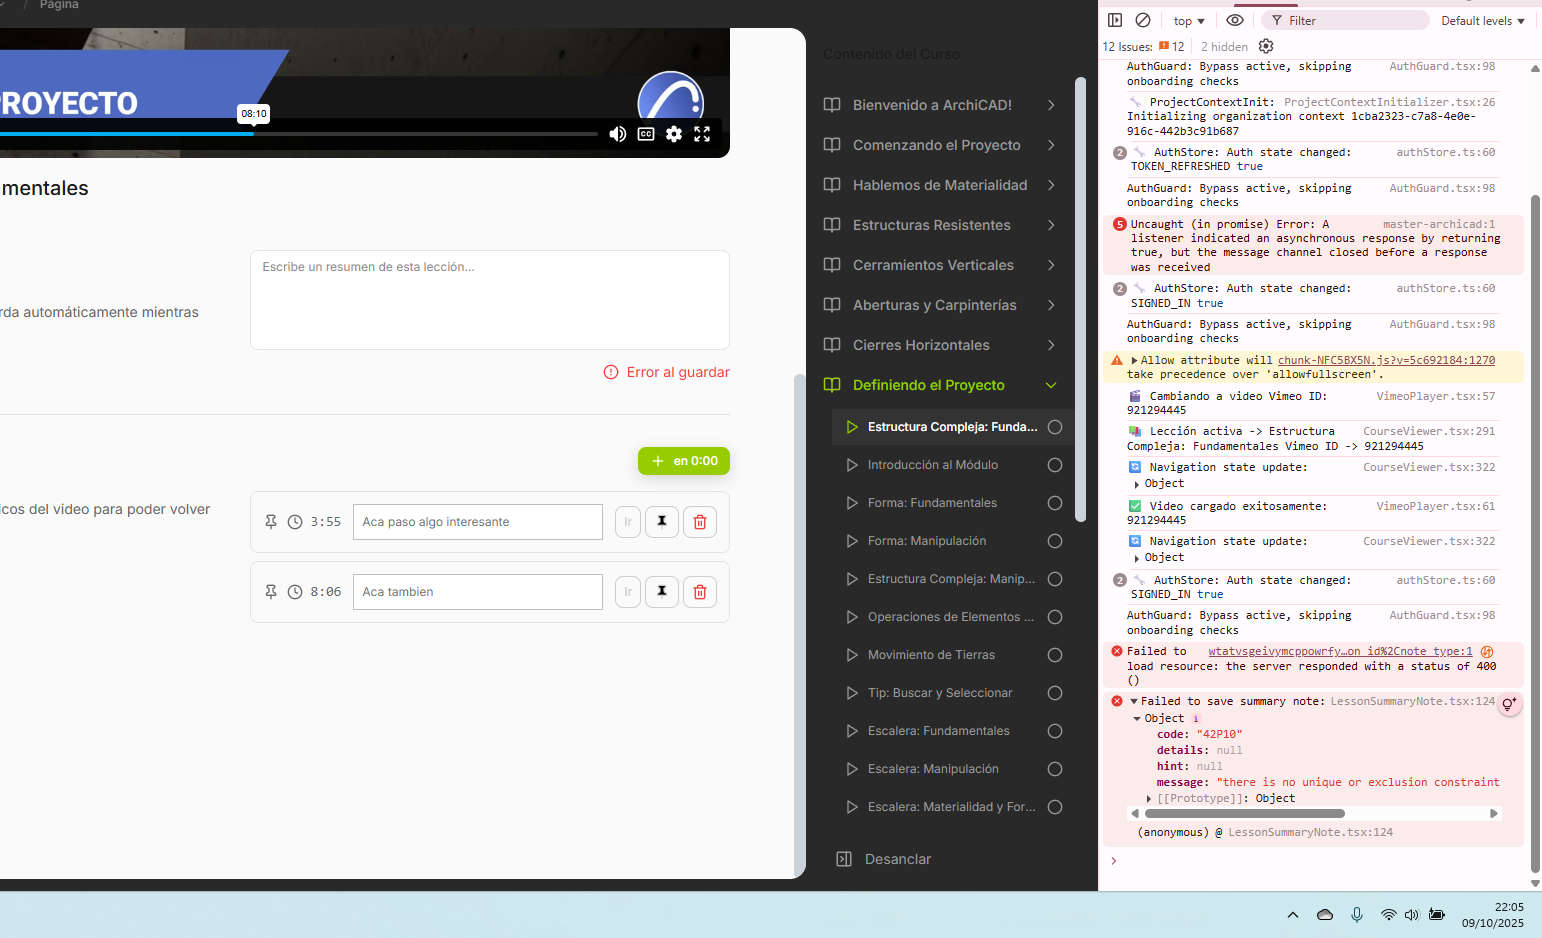 Página
ROYECTO
08:10
CC
mentales
Escribe un resumen de esta lección...
rda automáticamente mientras
Error al guardar
+ en 0:00
icos del video para poder volver
3:55 Aca paso algo interesante Ir
8:06 Aca tambien Ir
Contenido del Curso
Bienvenido a ArchiCAD!
Comenzando el Proyecto
Hablemos de Materialidad
Estructuras Resistentes
Cerramientos Verticales
Aberturas y Carpinterías
Cierres Horizontales
Definiendo el Proyecto
Estructura Compleja: Funda...
Introducción al Módulo
Forma: Fundamentales
Forma: Manipulación
Estructura Compleja: Manip...
Operaciones de Elementos ...
Movimiento de Tierras
Tip: Buscar y Seleccionar
Escalera: Fundamentales
Escalera: Manipulación
Escalera: Materialidad y For...
Desanclar
top Filter Default levels
12 Issues: 12 2 hidden
AuthGuard: Bypass active, skipping AuthGuard.tsx:98
onboarding checks
ProjectContextInit: ProjectContextInitializer.tsx:26
Initializing organization context 1cba2323-c7a8-4e0e-
916c-442b3c91b687
2 AuthStore: Auth state changed: authStore.ts:60
TOKEN_REFRESHED true
AuthGuard: Bypass active, skipping AuthGuard.tsx:98
onboarding checks
5 Uncaught (in promise) Error: A master-archicad:1
listener indicated an asynchronous response by returning
true, but the message channel closed before a response
was received
2 AuthStore: Auth state changed: authStore.ts:60
SIGNED_IN true
AuthGuard: Bypass active, skipping AuthGuard.tsx:98
onboarding checks
Allow attribute will chunk-NFC5BX5N.js?v=5c692184:1270
take precedence over 'allowfullscreen'.
Cambiando a video Vimeo ID: VimeoPlayer.tsx:57
921294445
Lección activa -> Estructura CourseViewer.tsx:291
Compleja: Fundamentales Vimeo ID -> 921294445
Navigation state update: CourseViewer.tsx:322
Object
Video cargado exitosamente: VimeoPlayer.tsx:61
921294445
Navigation state update: CourseViewer.tsx:322
Object
2 AuthStore: Auth state changed: authStore.ts:60
SIGNED_IN true
AuthGuard: Bypass active, skipping AuthGuard.tsx:98
onboarding checks
Failed to wtatvsgeivymcppowrfy…on_id%2Cnote_type:1
load resource: the server responded with a status of 400
()
Failed to save summary note: LessonSummaryNote.tsx:124
Object i
code: "42P10"
details: null
hint: null
message: "there is no unique or exclusion constraint
[[Prototype]]: Object
(anonymous) @ LessonSummaryNote.tsx:124
22:05
09/10/2025